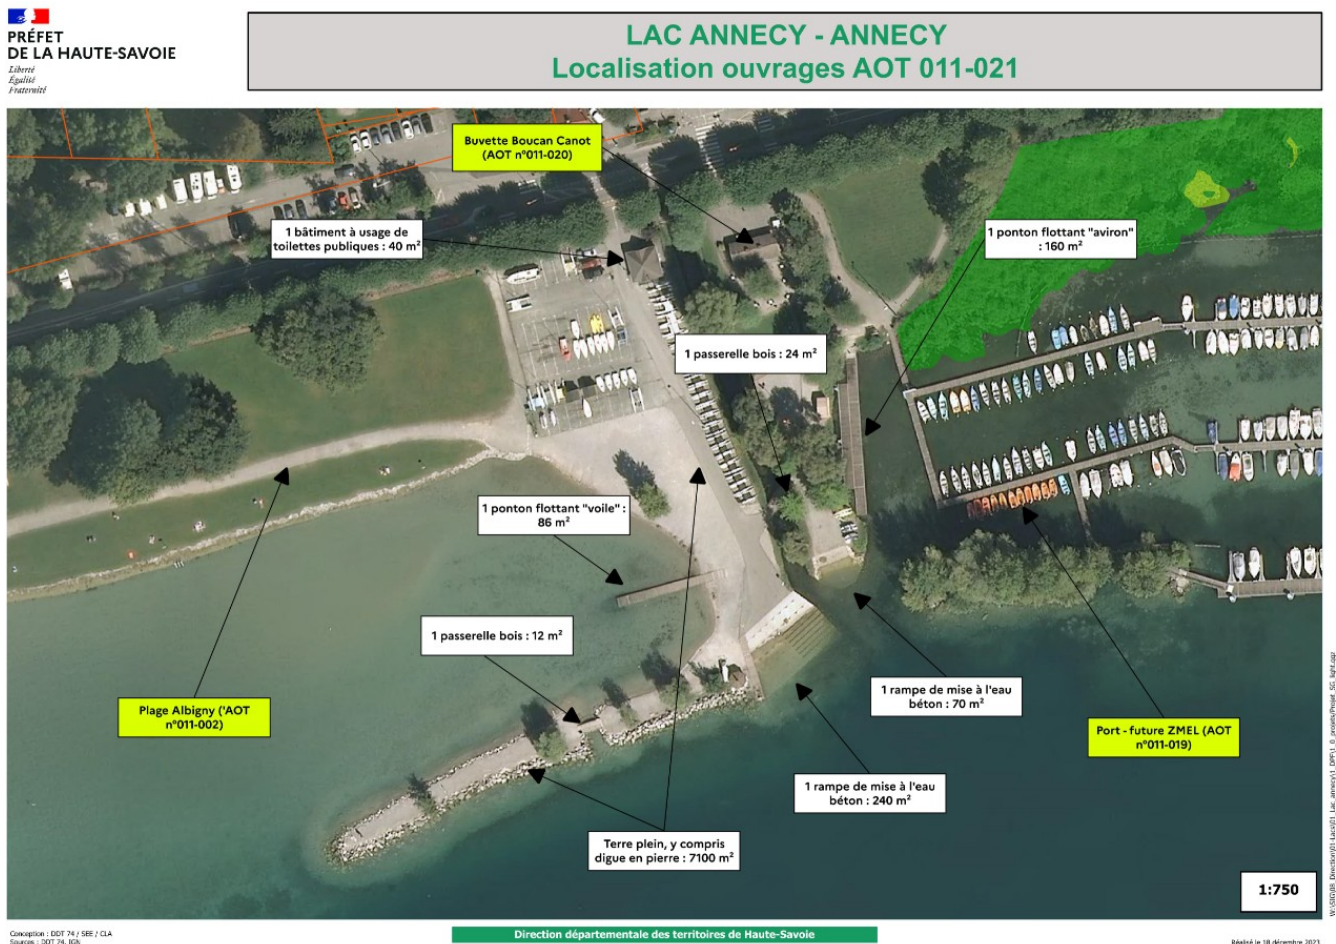 PRÉFET
DE LA HAUTE-SAVOIE
Liberté
Égalité
Fraternité
LAC ANNECY - ANNECY
Localisation ouvrages AOT 011-021
Buvette Boucan Canot
(AOT n°011-020)
1 bâtiment à usage de
toilettes publiques : 40 m²
1 ponton flottant "aviron"
: 160 m²
1 passerelle bois : 24 m²
1 ponton flottant "voile" :
86 m²
1 passerelle bois : 12 m²
Plage Albigny ('AOT
n°011-002)
1 rampe de mise à l'eau
béton : 70 m²
Port - future ZMEL (AOT
n°011-019)
1 rampe de mise à l'eau
béton : 240 m²
Terre plein, y compris
digue en pierre : 7100 m²
1:750
Conception : DDT 74 / SEE / CLA
Sources : DDT 74, IGN
Direction départementale des territoires de Haute-Savoie
Réalisé le 18 décembre 2023